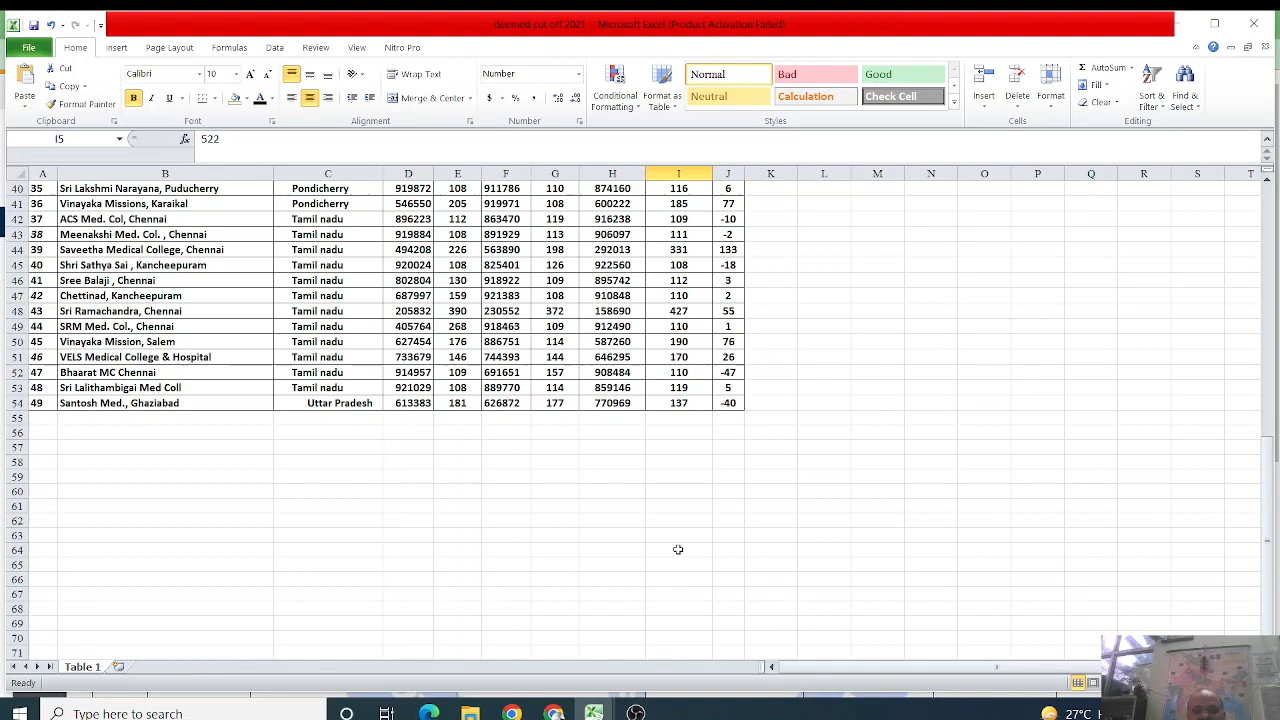 deemed cut off 2021 - Microsoft Excel (Product Activation Failed)
File Home Insert Page Layout Formulas Data Review View Nitro Pro
Paste Cut Copy Format Painter Clipboard
Calibri 10 A A B I U A Font
Wrap Text Merge & Center Alignment
Number $ % , Number
Conditional Formatting Format as Table
Normal Bad Good
Neutral Calculation Check Cell
Styles
Insert Delete Format Cells
AutoSum Fill Clear Sort & Filter Find & Select Editing
I5 fx 522
A B C D E F G H I J K L M N O P Q R S T
40 35 Sri Lakshmi Narayana, Puducherry Pondicherry 919872 108 911786 110 874160 116 6
41 36 Vinayaka Missions, Karaikal Pondicherry 546550 205 919971 108 600222 185 77
42 37 ACS Med. Col, Chennai Tamil nadu 896223 112 863470 119 916238 109 -10
43 38 Meenakshi Med. Col. , Chennai Tamil nadu 919884 108 891929 113 906097 111 -2
44 39 Saveetha Medical College, Chennai Tamil nadu 494208 226 563890 198 292013 331 133
45 40 Shri Sathya Sai , Kancheepuram Tamil nadu 920024 108 825401 126 922560 108 -18
46 41 Sree Balaji , Chennai Tamil nadu 802804 130 918922 109 895742 112 3
47 42 Chettinad, Kancheepuram Tamil nadu 687997 159 921383 108 910848 110 2
48 43 Sri Ramachandra, Chennai Tamil nadu 205832 390 230552 372 158690 427 55
49 44 SRM Med. Col., Chennai Tamil nadu 405764 268 918463 109 912490 110 1
50 45 Vinayaka Mission, Salem Tamil nadu 627454 176 886751 114 587260 190 76
51 46 VELS Medical College & Hospital Tamil nadu 733679 146 744393 144 646295 170 26
52 47 Bhaarat MC Chennai Tamil nadu 914957 109 691651 157 908484 110 -47
53 48 Sri Lalithambigai Med Coll Tamil nadu 921029 108 889770 114 859146 119 5
54 49 Santosh Med., Ghaziabad Uttar Pradesh 613383 181 626872 177 770969 137 -40
55
56
57
58
59
60
61
62
63
64
65
66
67
68
69
70
71
Table 1
Ready
Type here to search 27°C